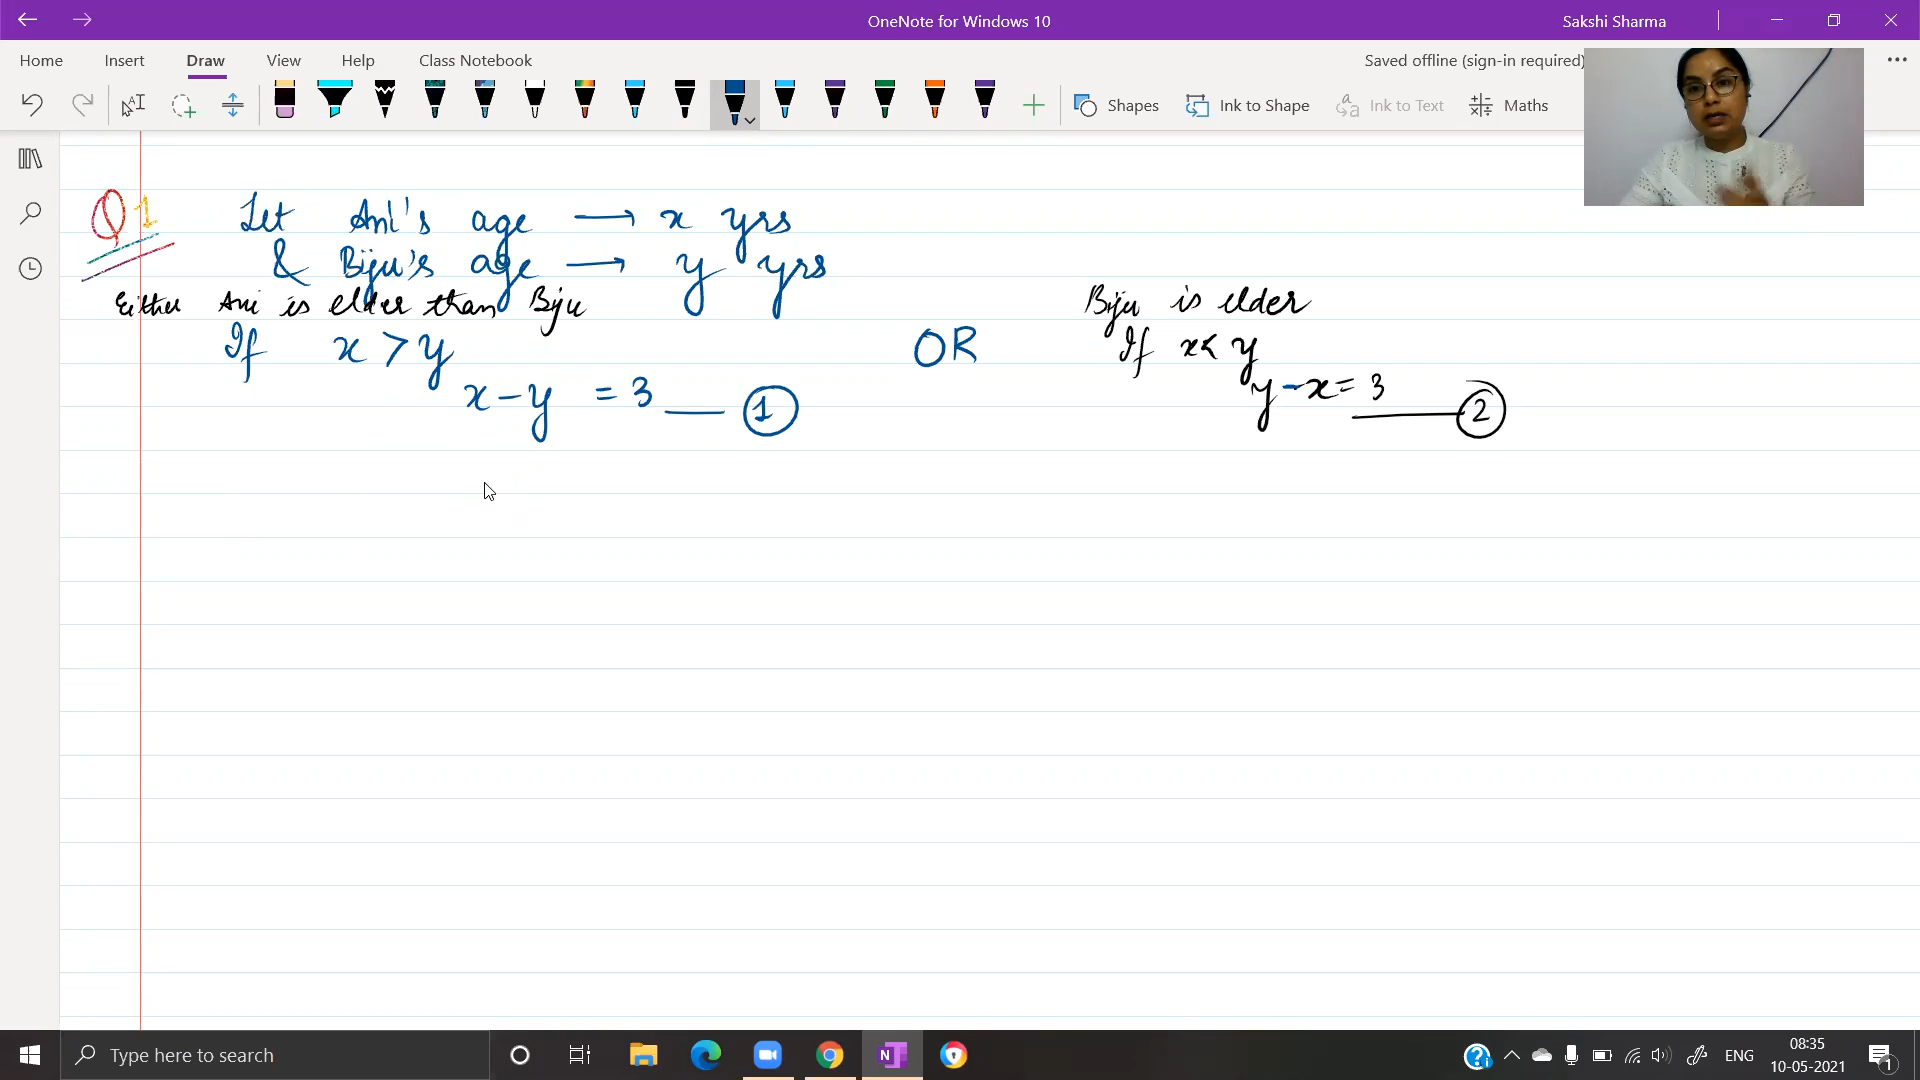 OneNote for Windows 10
Sakshi Sharma
Home Insert Draw View Help Class Notebook
Saved offline (sign-in required)
Shapes Ink to Shape Ink to Text Maths
Q1 Let Ani's age → x yrs
& Biju's age → y yrs
Either Ani is elder than Biju
Biju is elder
If x > y
OR
If x < y
x - y = 3 — 1
y - x = 3 — 2
Type here to search
ENG
08:35
10-05-2021
1